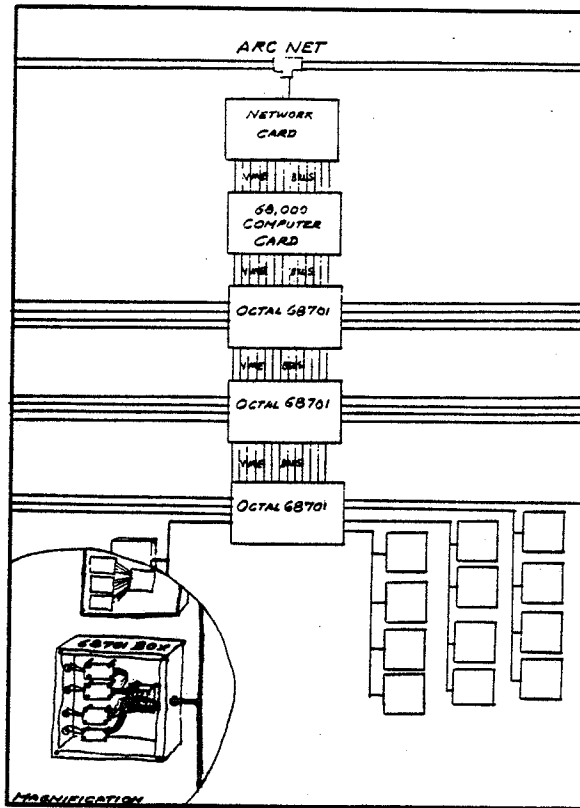 ARC NET
NETWORK
CARD
VME BUS
68,000
COMPUTER
CARD
VME BUS
OCTAL 68701
VME BUS
OCTAL 68701
VME BUS
OCTAL 68701
68701 BOX
MAGNIFICATION